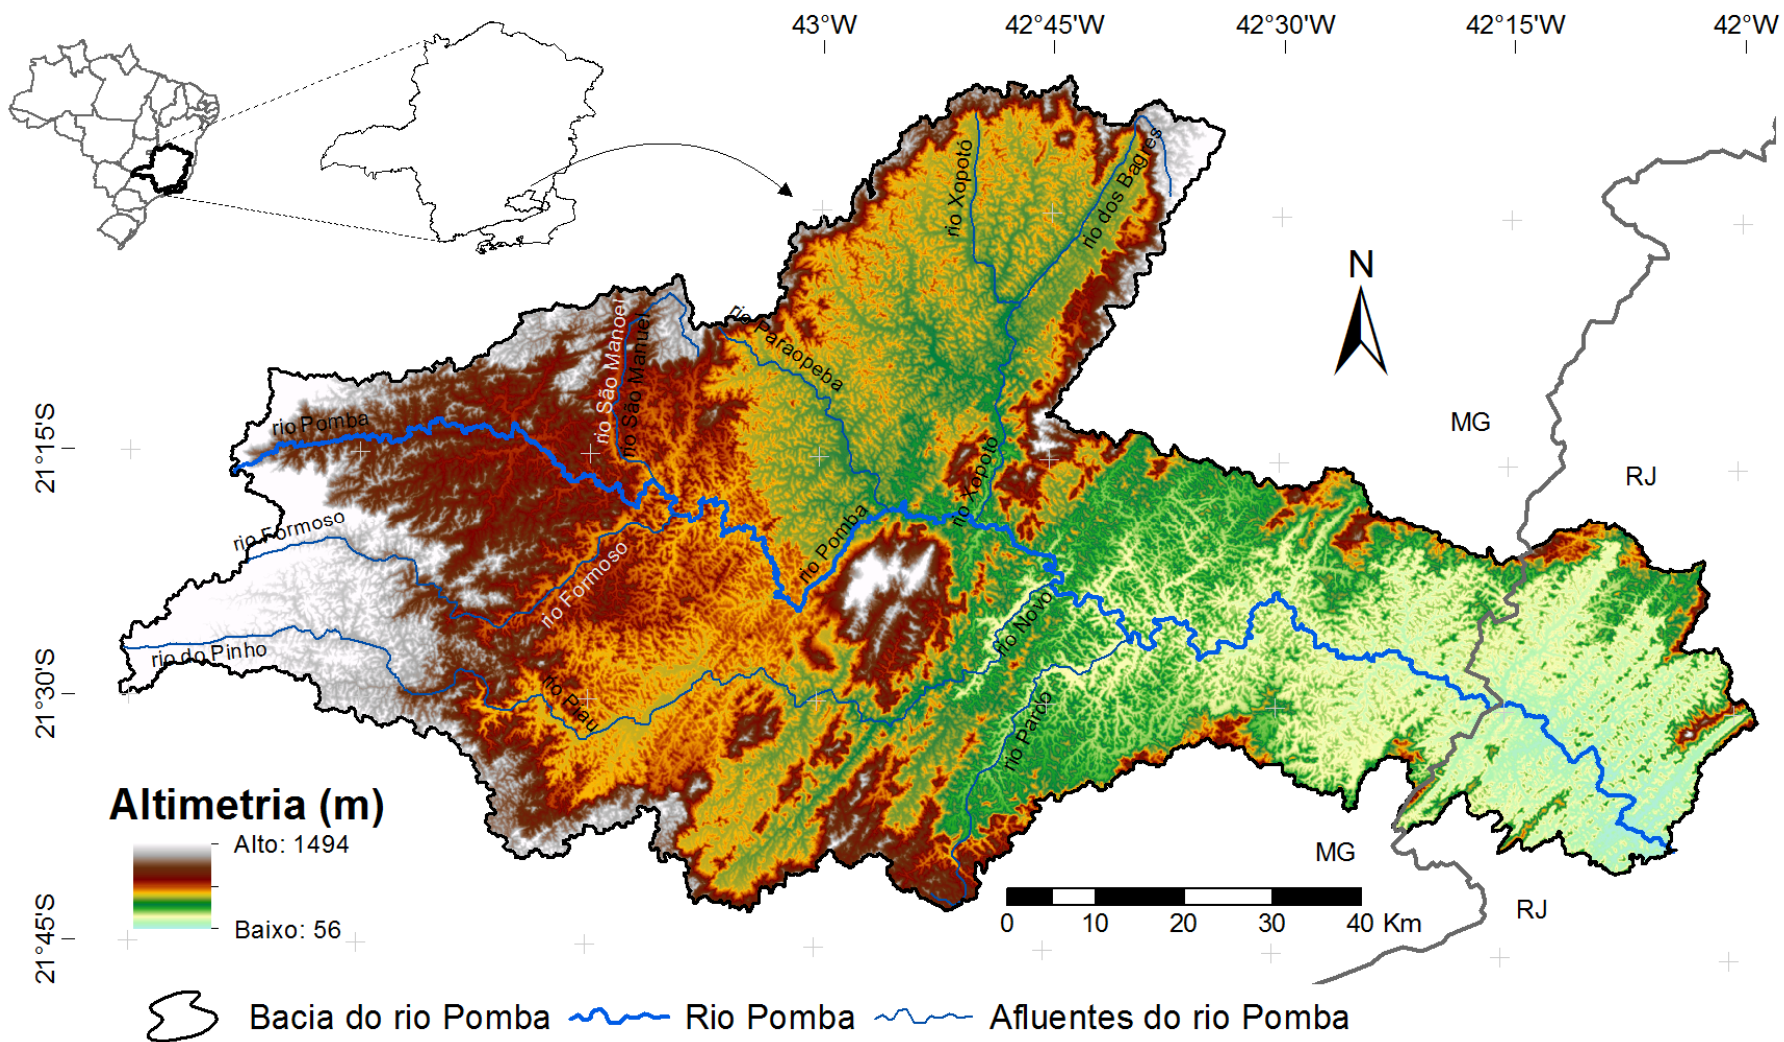 43°W
42°45'W
42°30'W
42°15'W
42°W
rio Xopotó
rio dos Bagres
N
rio São Manoel
rio São Manuel
rio Paraopeba
21°15'S
rio Pomba
MG
RJ
rio Xopotó
rio Pomba
rio Formoso
rio Formoso
rio Novo
rio do Pinho
21°30'S
rio Piau
rio Pardo
Altimetria (m)
Alto: 1494
Baixo: 56
MG
RJ
0 10 20 30 40 Km
21°45'S
Bacia do rio Pomba
Rio Pomba
Afluentes do rio Pomba